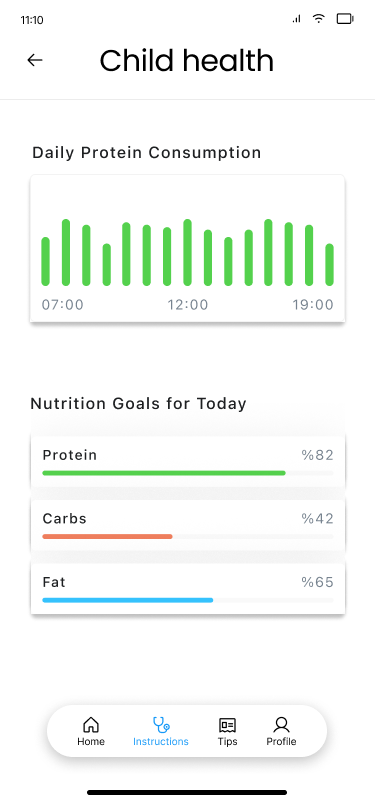 11:10
Child health
Daily Protein Consumption
07:00 12:00 19:00
Nutrition Goals for Today
Protein %82
Carbs %42
Fat %65
Home Instructions Tips Profile